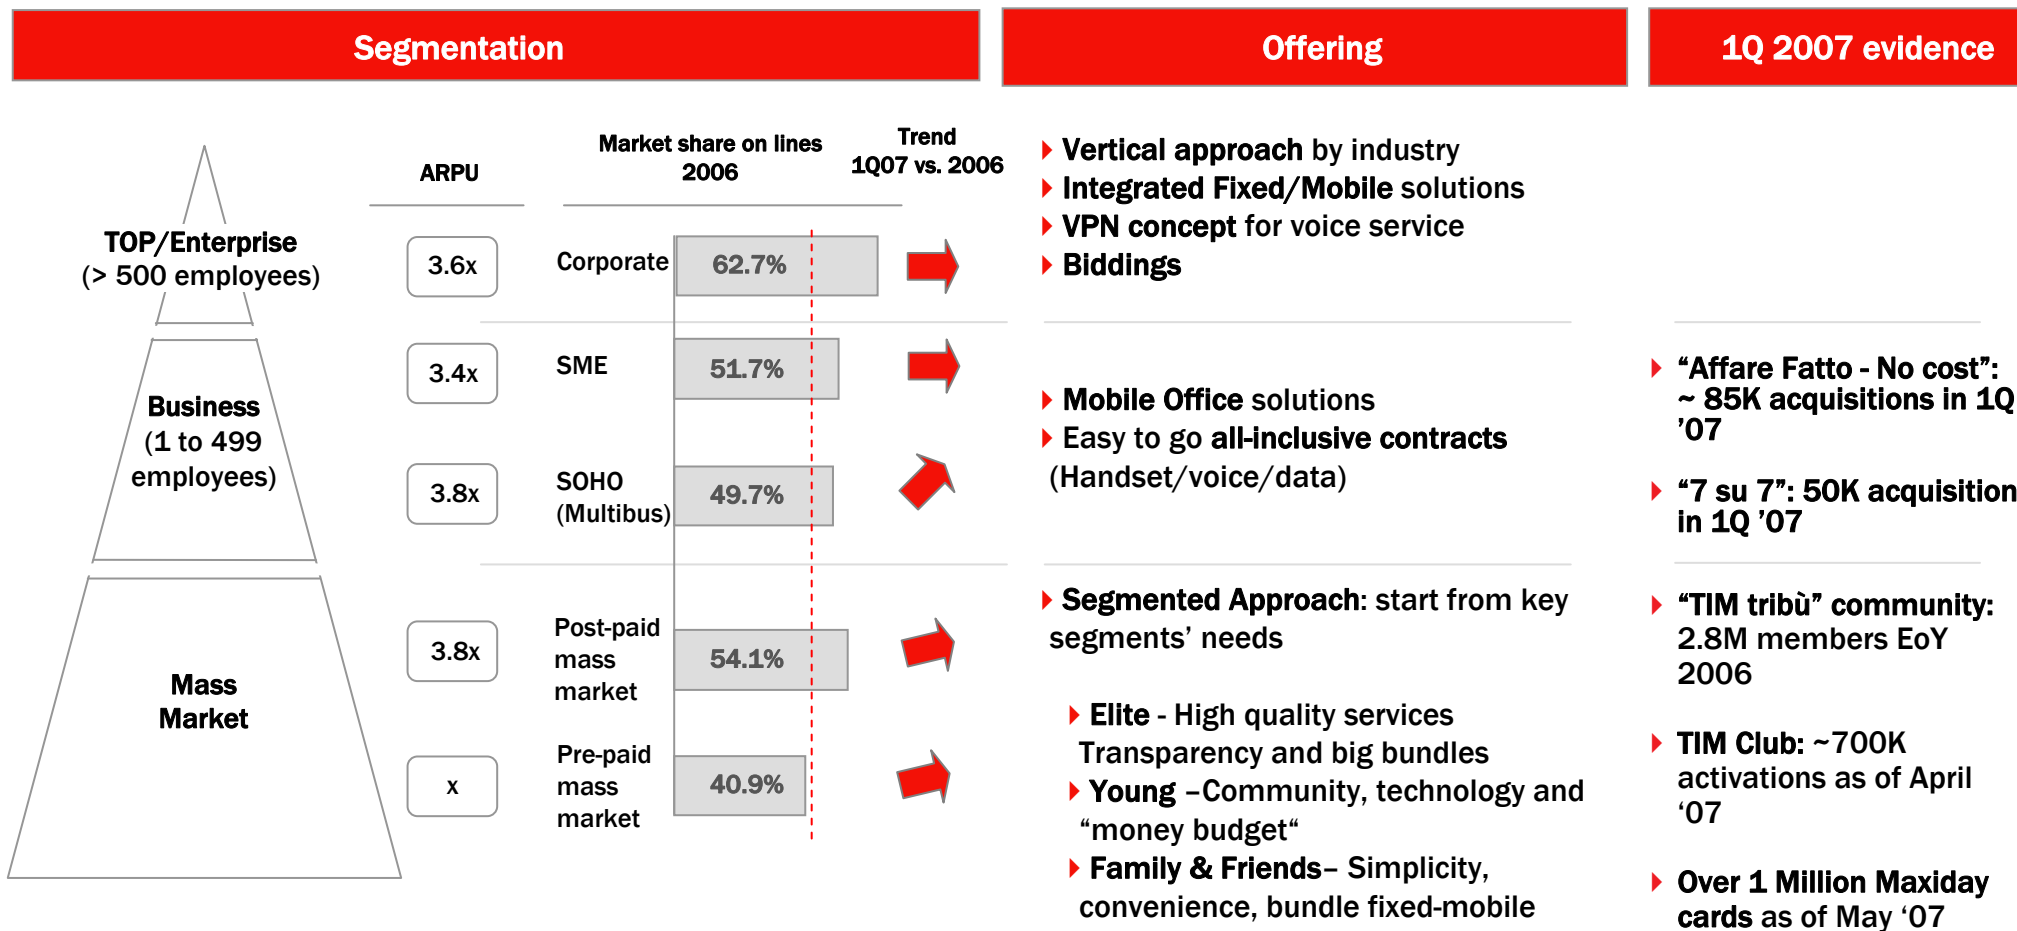 Segmentation
Offering
1Q 2007 evidence
ARPU
Market share on lines
2006
Trend
1Q07 vs. 2006
TOP/Enterprise
(> 500 employees)
3.6x
Corporate
62.7%
Business
(1 to 499
employees)
3.4x
SME
51.7%
3.8x
SOHO
(Multibus)
49.7%
Mass
Market
3.8x
Post-paid
mass
market
54.1%
x
Pre-paid
mass
market
40.9%
Vertical approach by industry
Integrated Fixed/Mobile solutions
VPN concept for voice service
Biddings
Mobile Office solutions
Easy to go all-inclusive contracts
(Handset/voice/data)
Segmented Approach: start from key
segments’ needs
Elite - High quality services
Transparency and big bundles
Young –Community, technology and
“money budget“
Family & Friends– Simplicity,
convenience, bundle fixed-mobile
“Affare Fatto - No cost”:
~ 85K acquisitions in 1Q
’07
“7 su 7”: 50K acquisition
in 1Q ’07
“TIM tribù” community:
2.8M members EoY
2006
TIM Club: ~700K
activations as of April
‘07
Over 1 Million Maxiday
cards as of May ‘07